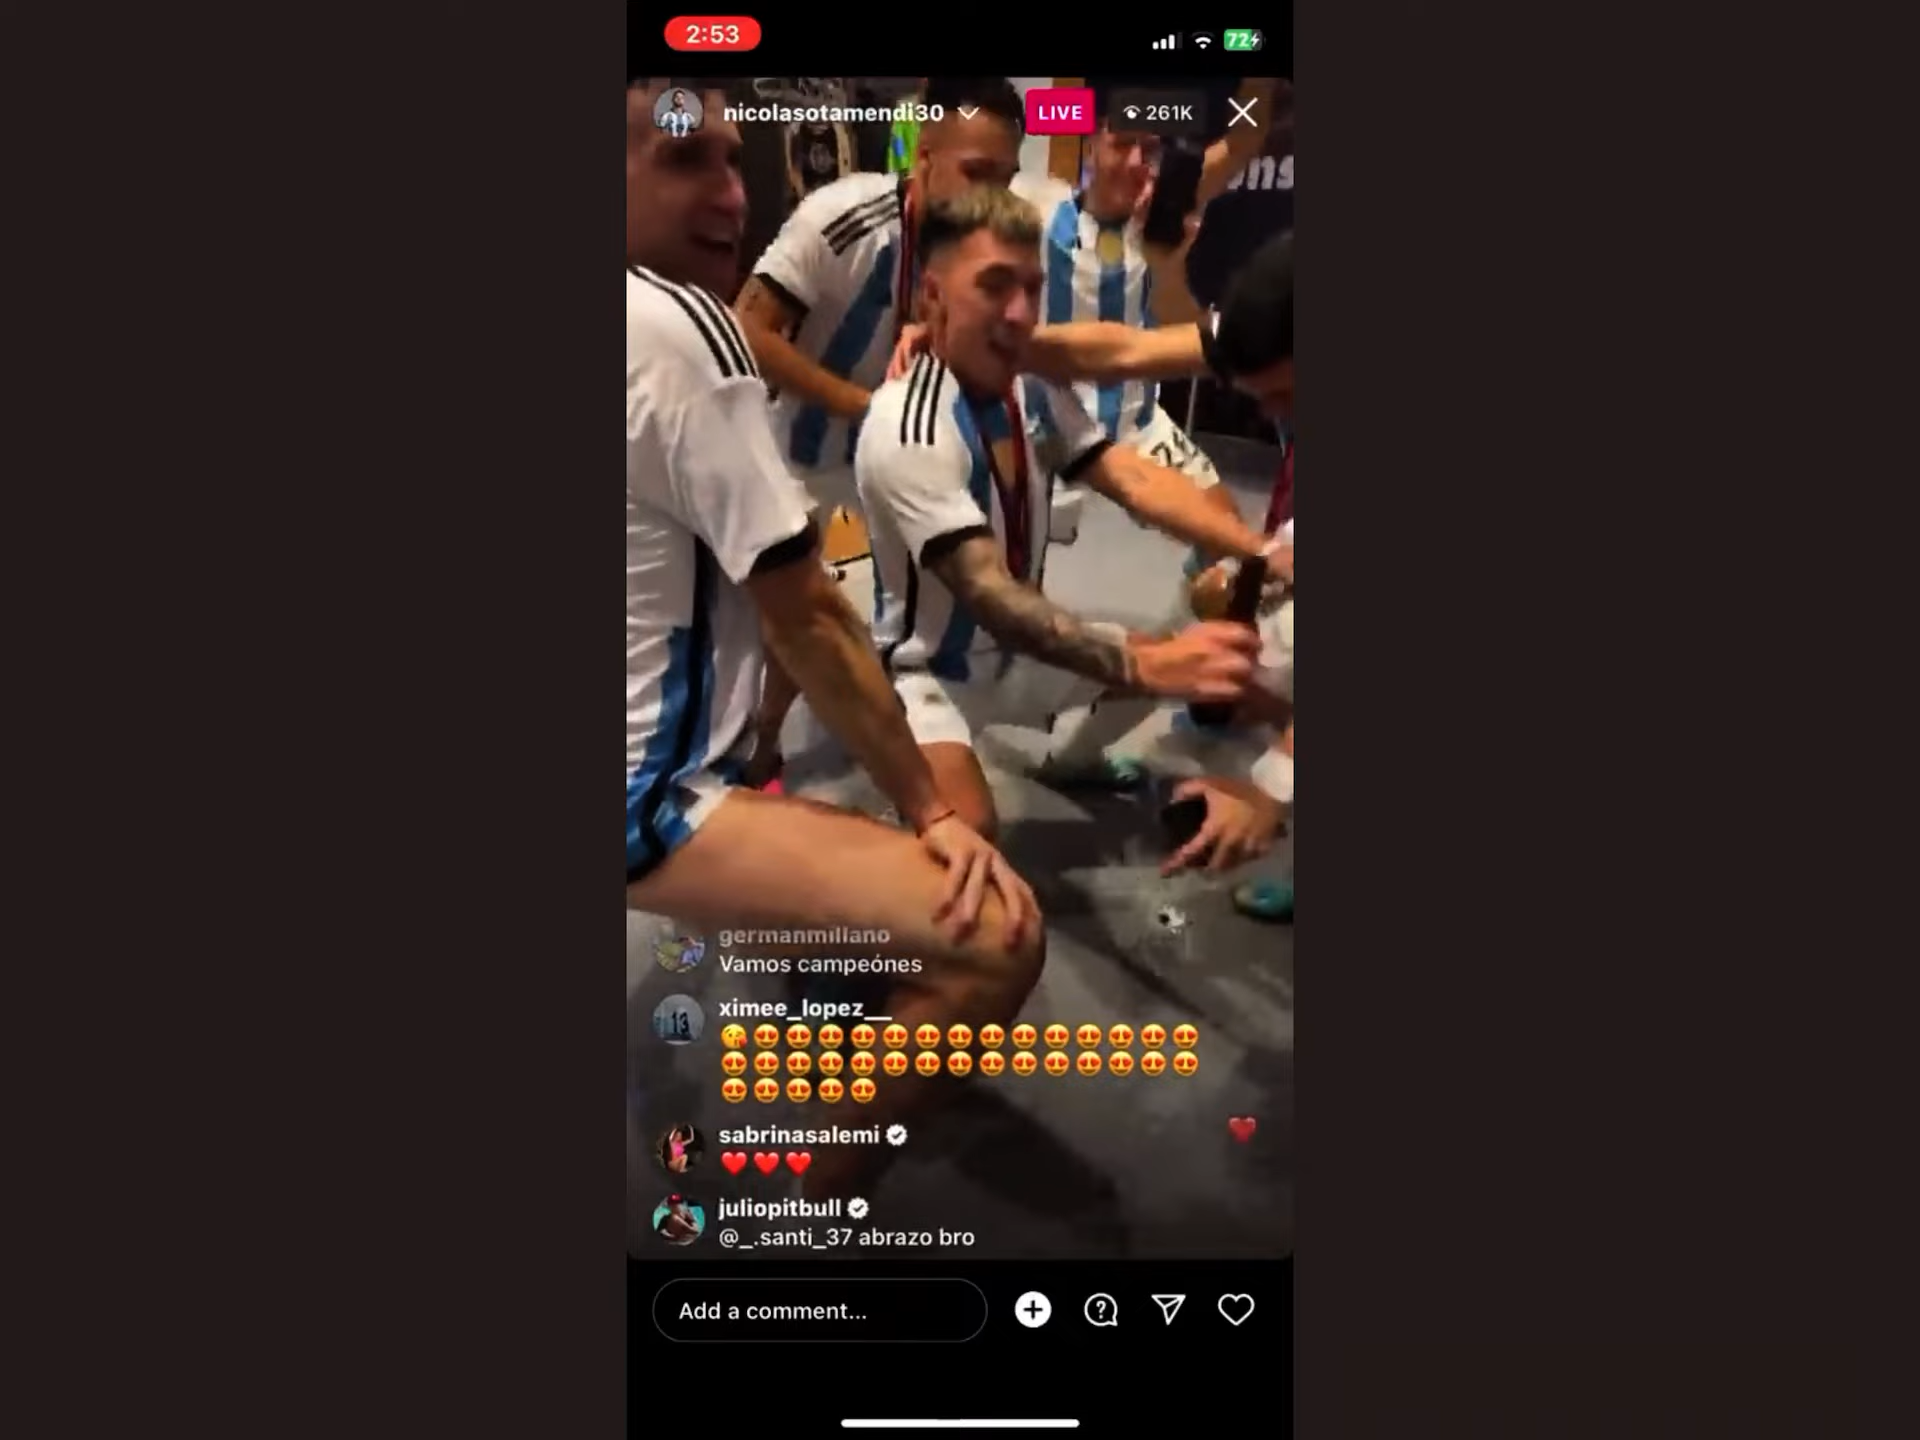 2:53
72
nicolasotamendi30
LIVE
261K
germanmillano
Vamos campeónes
ximee_lopez__
sabrinasalemi
juliopitbull
@_.santi_37 abrazo bro
Add a comment...